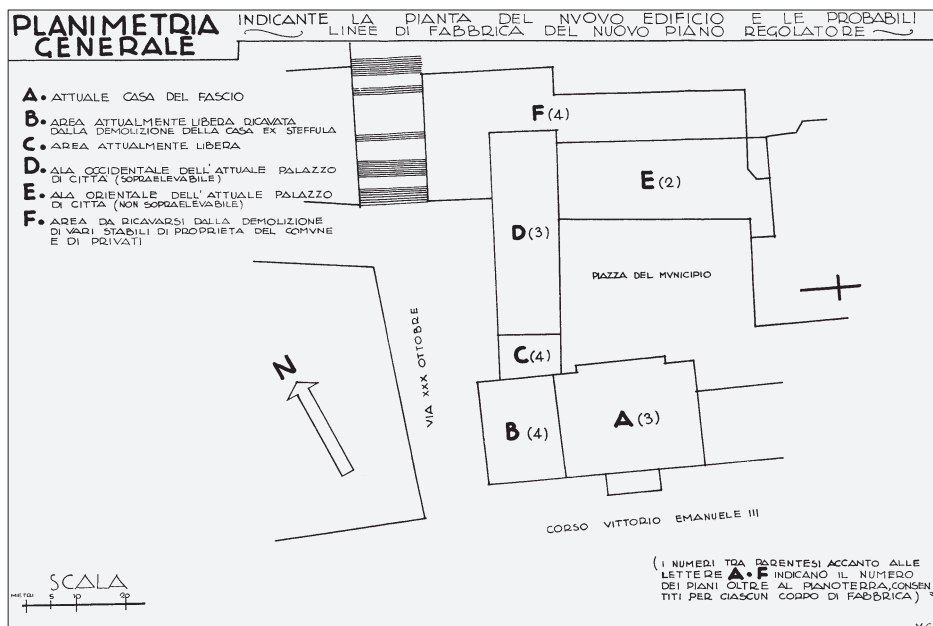 PLANIMETRIA
GENERALE
INDICANTE LA PIANTA DEL NVOVO EDIFICIO E LE PROBABILI
LINEE DI FABBRICA DEL NUOVO PIANO REGOLATORE
A. ATTUALE CASA DEL FASCIO
B. AREA ATTUALMENTE LIBERA RICAVATA
DALLA DEMOLIZIONE DELLA CASA EX STEFFULA
C. AREA ATTUALMENTE LIBERA
D. ALA OCCIDENTALE DELL'ATTUALE PALAZZO
DI CITTÀ (SOPRAELEVABILE)
E. ALA ORIENTALE DELL'ATTUALE PALAZZO
DI CITTÀ (NON SOPRAELEVABILE)
F. AREA DA RICAVARSI DALLA DEMOLIZIONE
DI VARI STABILI DI PROPRIETA DEL COMVNE
E DI PRIVATI
F (4)
E (2)
D (3)
PIAZZA DEL MVNICIPIO
C (4)
B (4)
A (3)
N
VIA XXX OTTOBRE
CORSO VITTORIO EMANUELE III
SCALA
METRI 5 10 20
(I NUMERI TRA PARENTESI ACCANTO ALLE
LETTERE A.F INDICANO IL NUMERO
DEI PIANI OLTRE AL PIANOTERRA, CONSEN
TITI PER CIASCUN CORPO DI FABBRICA)